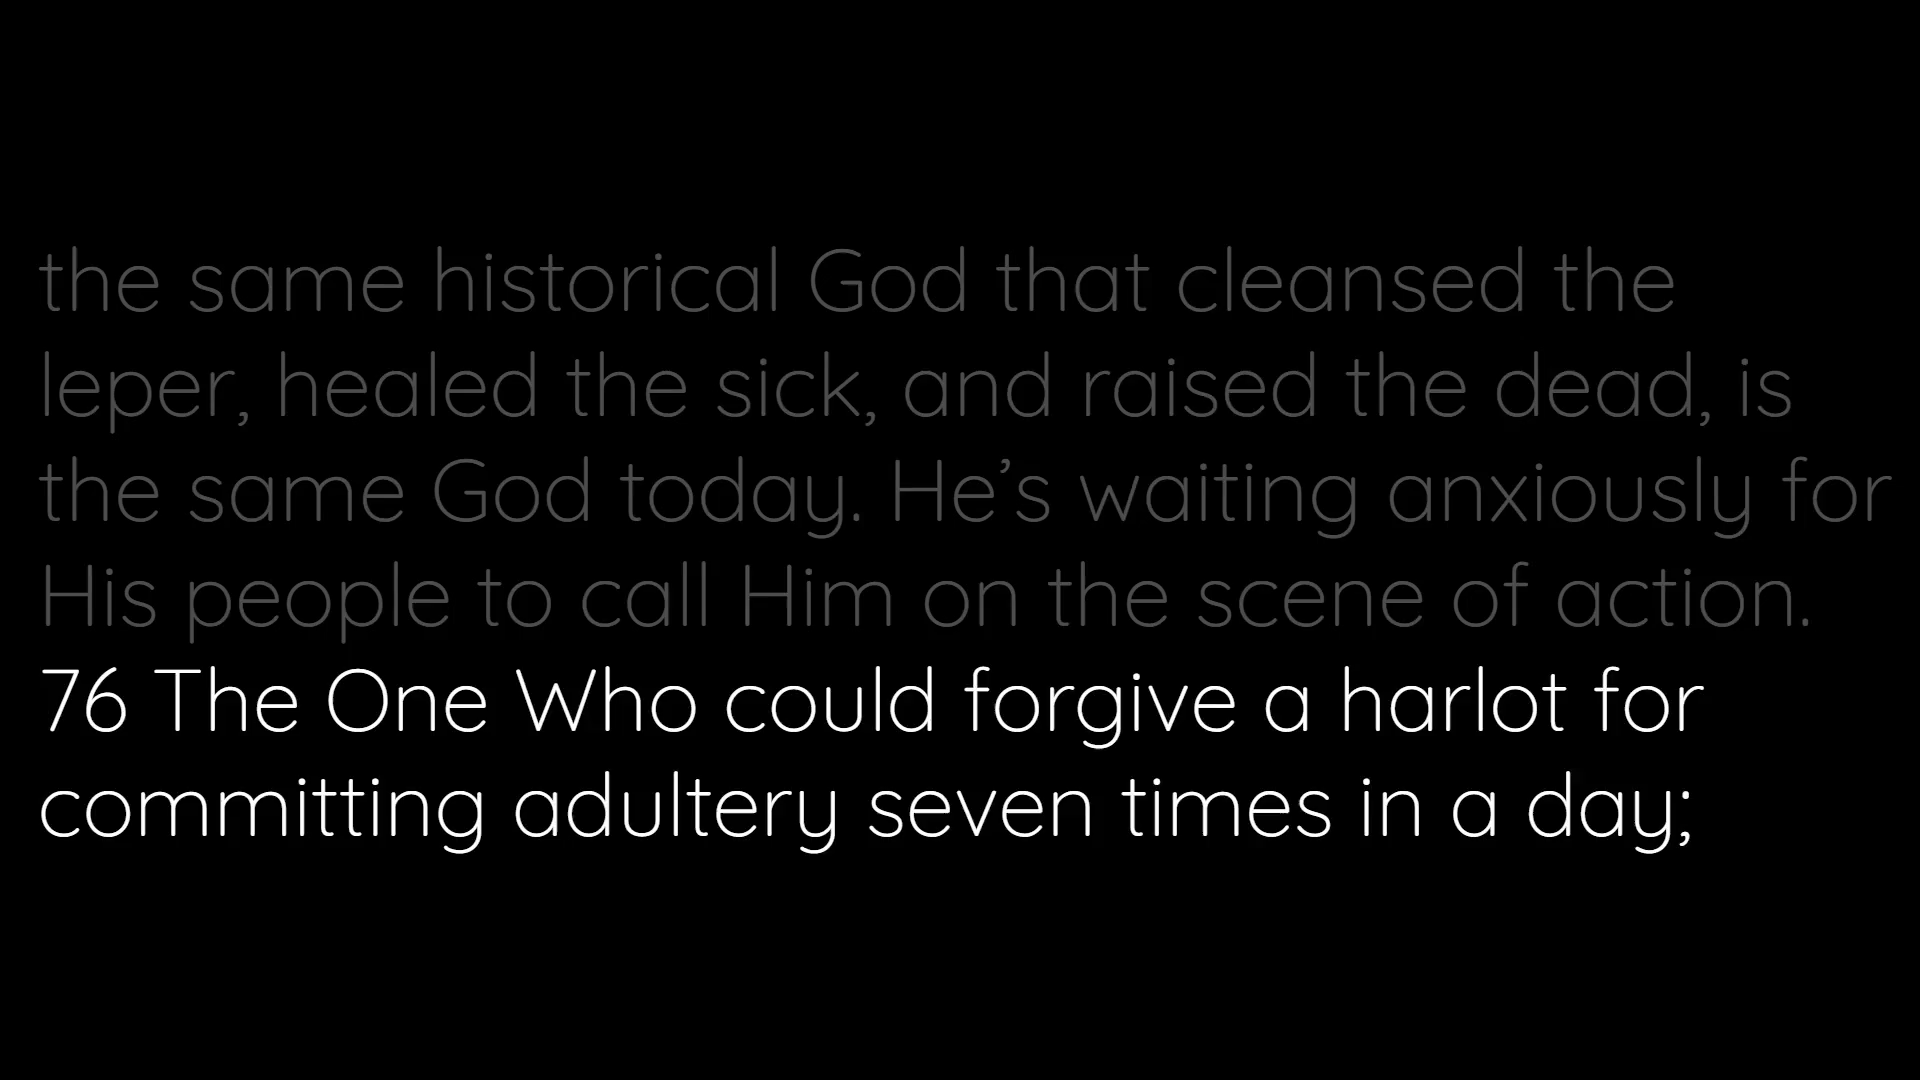 the same historical God that cleansed the
leper, healed the sick, and raised the dead, is
the same God today. He’s waiting anxiously for
His people to call Him on the scene of action.
76 The One Who could forgive a harlot for
committing adultery seven times in a day;